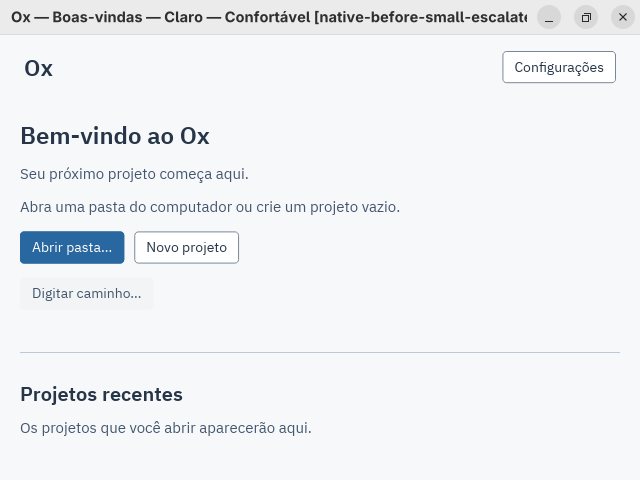 Ox — Boas-vindas — Claro — Confortável [native-before-small-escalate
Ox
Configurações
Bem-vindo ao Ox
Seu próximo projeto começa aqui.
Abra uma pasta do computador ou crie um projeto vazio.
Abrir pasta...
Novo projeto
Digitar caminho...
Projetos recentes
Os projetos que você abrir aparecerão aqui.